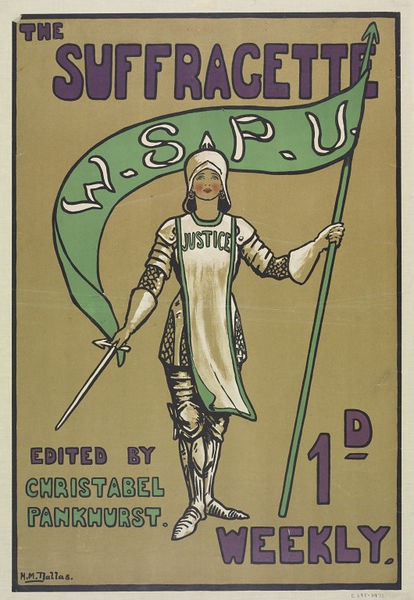 THE
SUFFRAGETTE
W.S.P.U.
JUSTICE
EDITED BY
CHRISTABEL
PANKHURST.
1D
WEEKLY.
H.M.Dallas.